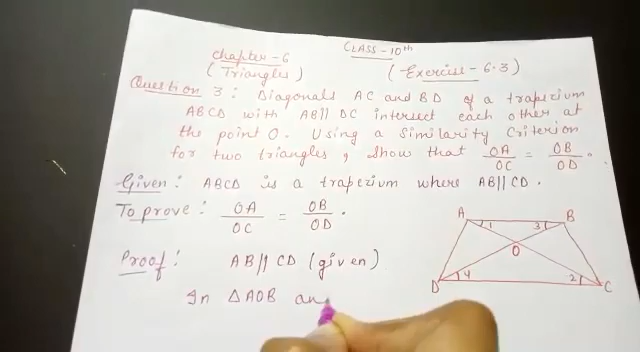 CLASS-10th
Chapter-6
(Triangles)
(Exercise-6.3)
Question 3: Diagonals AC and BD of a trapezium
ABCD with AB||DC intersect each other at
the point O. Using a similarity Criterion
for two triangles, show that OA/OC = OB/OD.
Given: ABCD is a trapezium where AB||CD.
To prove: OA/OC = OB/OD.
Proof: AB||CD (given)
In △AOB an
A 1 3 B
O
D 4 2 C